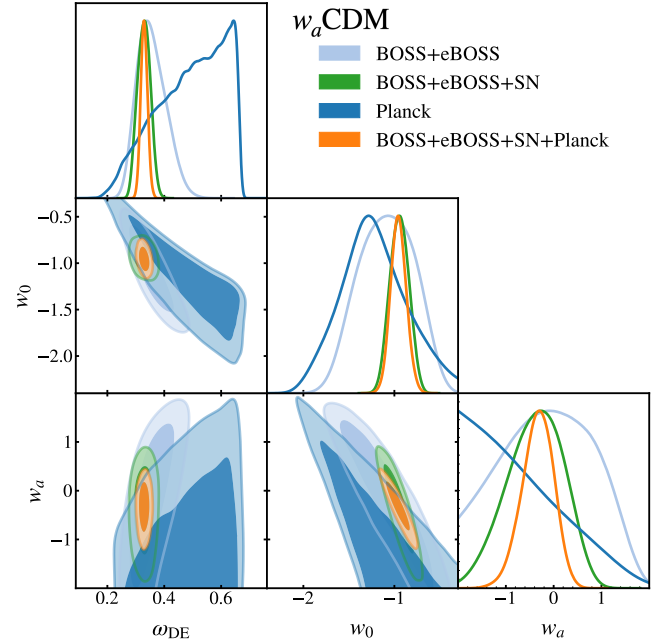 w_aCDM
BOSS+eBOSS
BOSS+eBOSS+SN
Planck
BOSS+eBOSS+SN+Planck
−0.5
−1.0
−1.5
−2.0
w_0
1
0
−1
w_a
0.2 0.4 0.6
ω_DE
−2 −1
w_0
−1 0 1
w_a